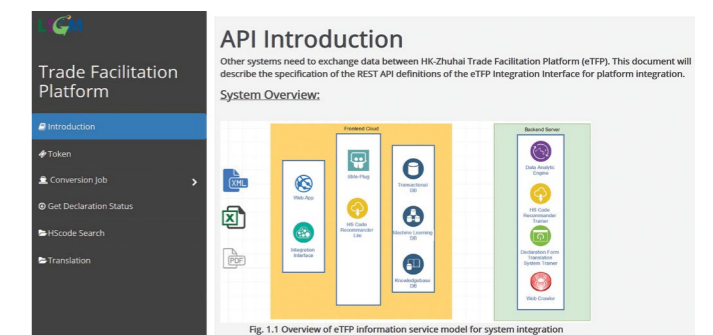 LSCM
Trade Facilitation
Platform
Introduction
Token
Conversion Job
Get Declaration Status
HScode Search
Translation
API Introduction
Other systems need to exchange data between HK-Zhuhai Trade Facilitation Platform (eTFP). This document will
describe the specification of the REST API definitions of the eTFP Integration Interface for platform integration.
System Overview:
XML
X
PDF
Frontend Cloud
Web App
Integration
Interface
HS Code
Recommender
Lite
Transactional
DB
Machine Learning
DB
Knowledgebase
DB
Backend Server
Data Analytic
Engine
HS Code
Recommender
Trainer
Declaration Form
Translation
System Trainer
Web Crawler
Fig. 1.1 Overview of eTFP information service model for system integration